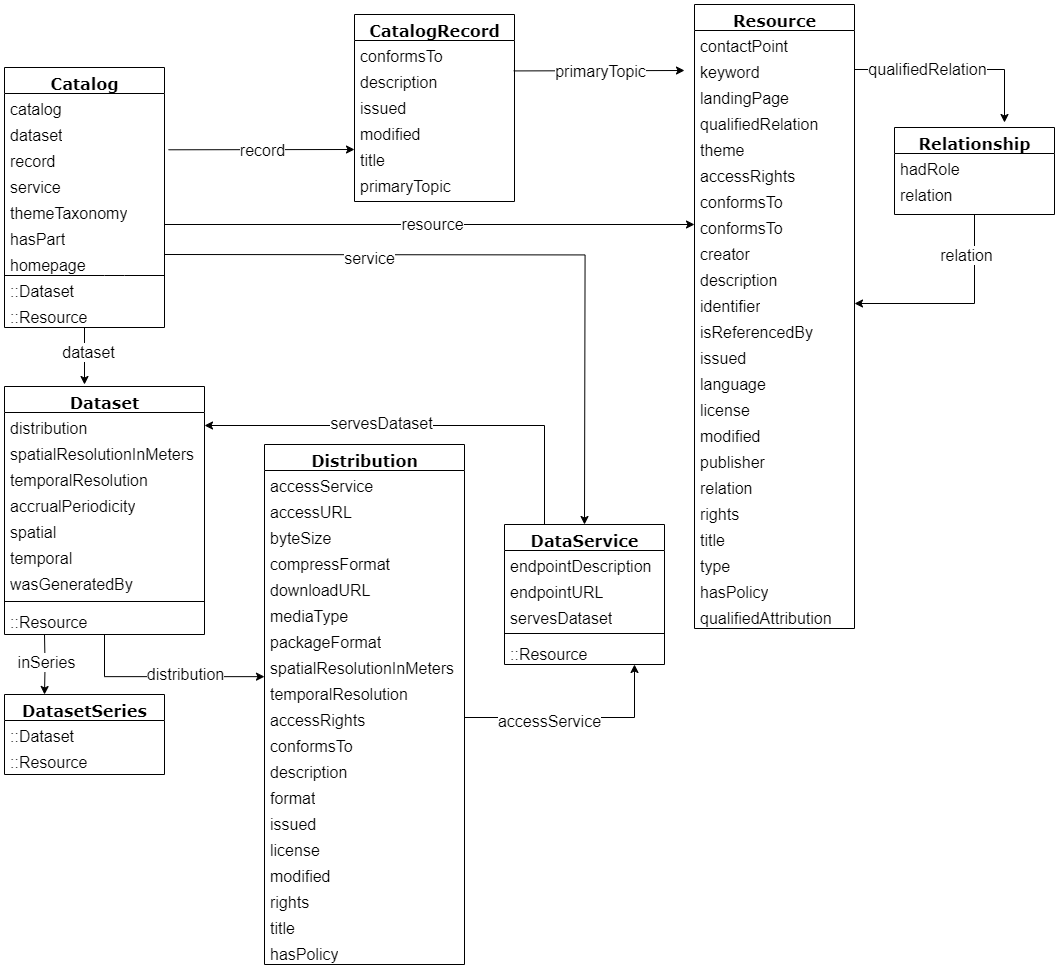 Catalog
catalog
dataset
record
service
themeTaxonomy
hasPart
homepage
::Dataset
::Resource
record
CatalogRecord
conformsTo
description
issued
modified
title
primaryTopic
primaryTopic
resource
service
Resource
contactPoint
keyword
landingPage
qualifiedRelation
theme
accessRights
conformsTo
conformsTo
creator
description
identifier
isReferencedBy
issued
language
license
modified
publisher
relation
rights
title
type
hasPolicy
qualifiedAttribution
qualifiedRelation
Relationship
hadRole
relation
relation
dataset
Dataset
distribution
spatialResolutionInMeters
temporalResolution
accrualPeriodicity
spatial
temporal
wasGeneratedBy
::Resource
servesDataset
inSeries
distribution
DatasetSeries
::Dataset
::Resource
Distribution
accessService
accessURL
byteSize
compressFormat
downloadURL
mediaType
packageFormat
spatialResolutionInMeters
temporalResolution
accessRights
conformsTo
description
format
issued
license
modified
rights
title
hasPolicy
accessService
DataService
endpointDescription
endpointURL
servesDataset
::Resource